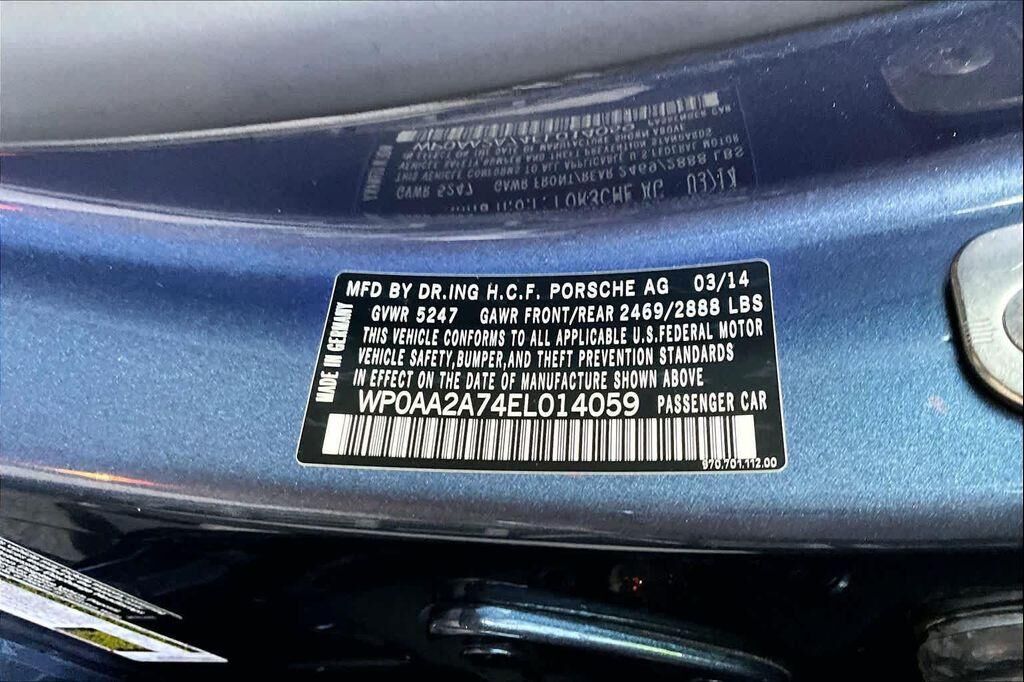 MFD BY DR.ING H.C.F. PORSCHE AG 03/14
GVWR 5247 GAWR FRONT/REAR 2469/2888 LBS
THIS VEHICLE CONFORMS TO ALL APPLICABLE U.S.FEDERAL MOTOR
VEHICLE SAFETY,BUMPER,AND THEFT PREVENTION STANDARDS
IN EFFECT ON THE DATE OF MANUFACTURE SHOWN ABOVE
WP0AA2A74EL014059 PASSENGER CAR
970.701.112.00
MADE IN GERMANY